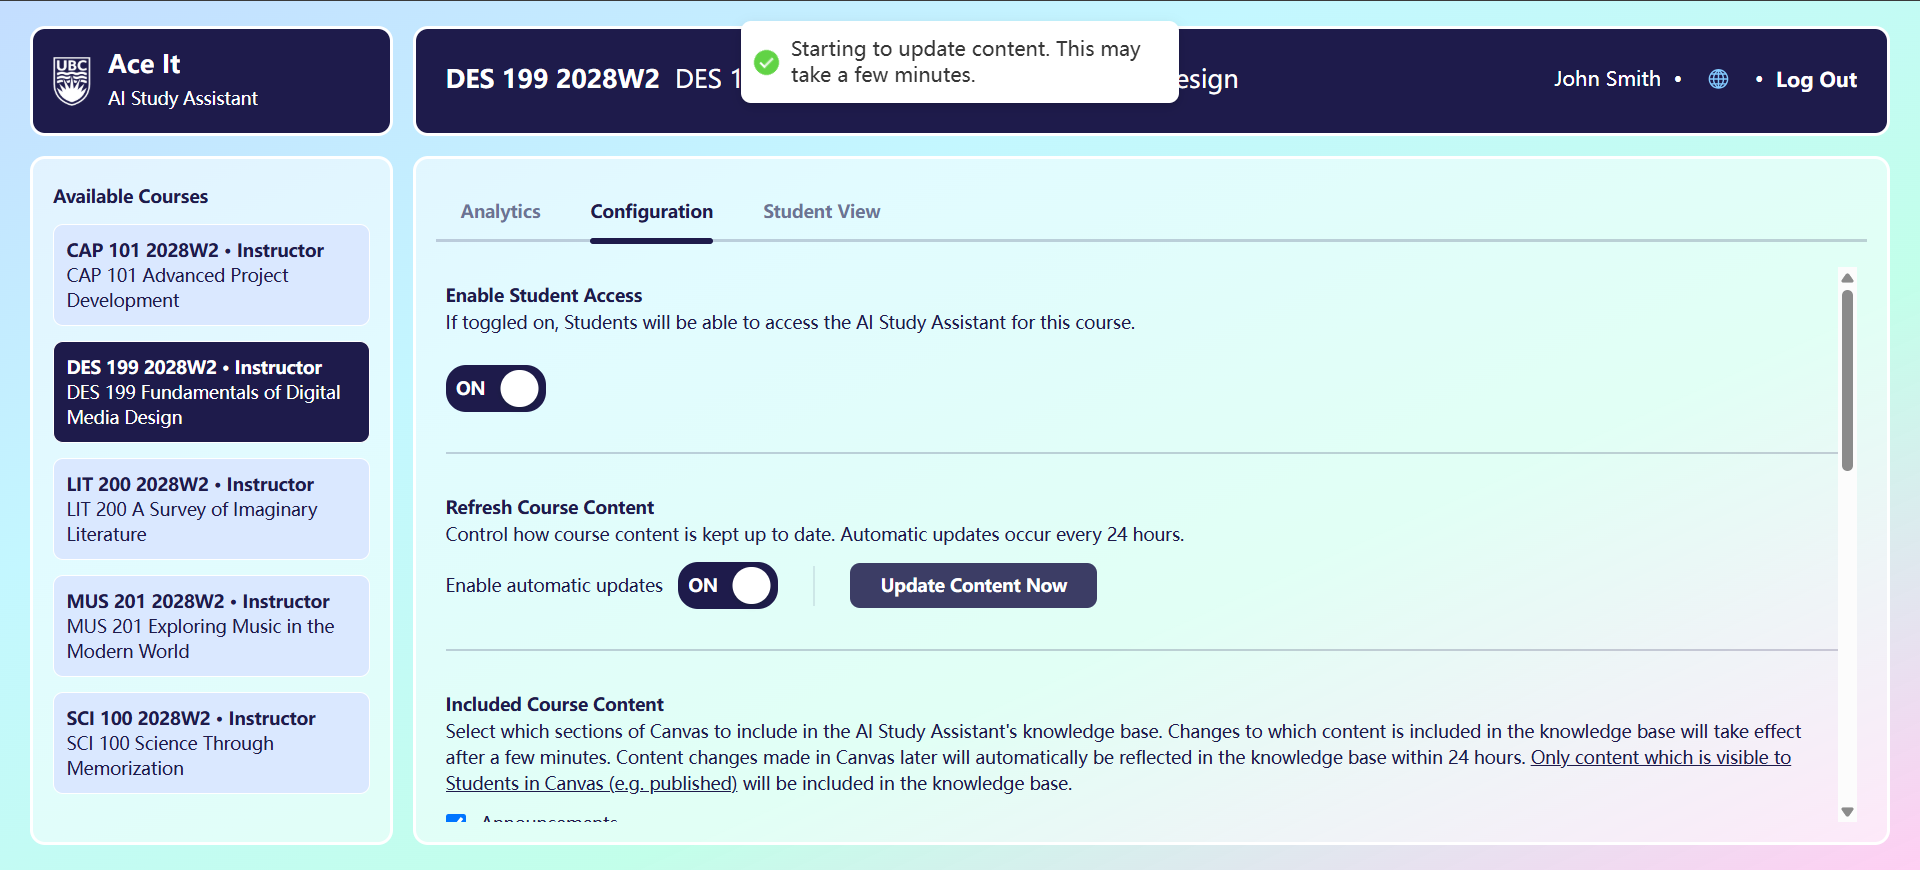 UBC
Ace It
AI Study Assistant
DES 199 2028W2 DES 1
esign
Starting to update content. This may
take a few minutes.
John Smith •
• Log Out
Available Courses
CAP 101 2028W2 • Instructor
CAP 101 Advanced Project
Development
DES 199 2028W2 • Instructor
DES 199 Fundamentals of Digital
Media Design
LIT 200 2028W2 • Instructor
LIT 200 A Survey of Imaginary
Literature
MUS 201 2028W2 • Instructor
MUS 201 Exploring Music in the
Modern World
SCI 100 2028W2 • Instructor
SCI 100 Science Through
Memorization
Analytics
Configuration
Student View
Enable Student Access
If toggled on, Students will be able to access the AI Study Assistant for this course.
ON
Refresh Course Content
Control how course content is kept up to date. Automatic updates occur every 24 hours.
Enable automatic updates
ON
Update Content Now
Included Course Content
Select which sections of Canvas to include in the AI Study Assistant's knowledge base. Changes to which content is included in the knowledge base will take effect
after a few minutes. Content changes made in Canvas later will automatically be reflected in the knowledge base within 24 hours. Only content which is visible to
Students in Canvas (e.g. published) will be included in the knowledge base.
Announcements